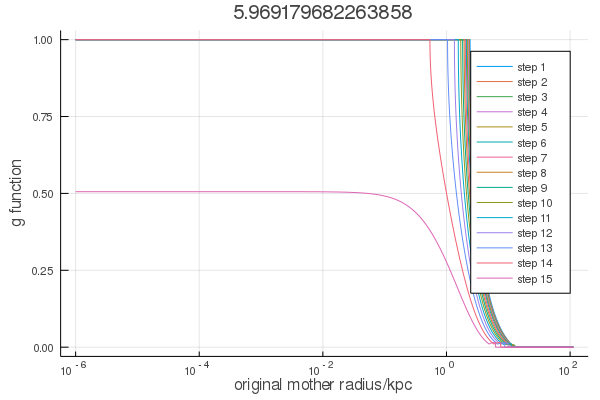 5.969179682263858
1.00
0.75
0.50
0.25
0.00
g function
step 1
step 2
step 3
step 4
step 5
step 6
step 7
step 8
step 9
step 10
step 11
step 12
step 13
step 14
step 15
10^-6
10^-4
10^-2
10^0
10^2
original mother radius/kpc